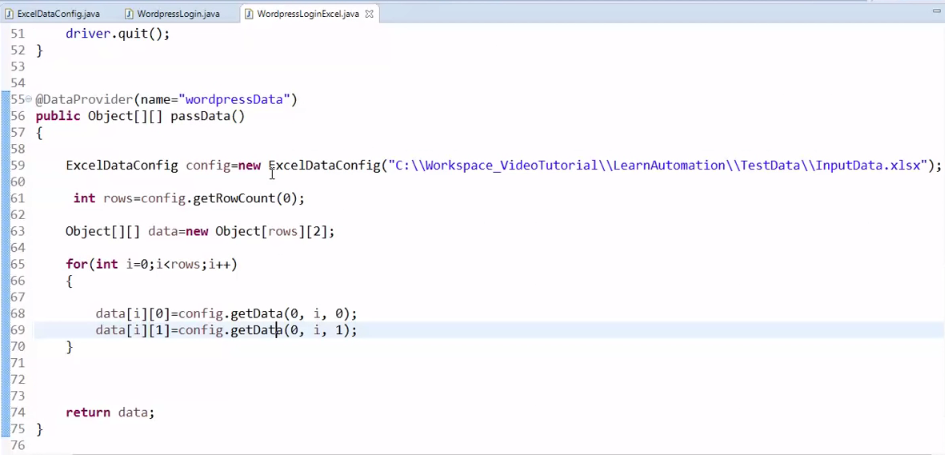 ExcelDataConfig.java WordpressLogin.java WordpressLoginExcel.java
51 driver.quit();
52 }
53
54
55 @DataProvider(name="wordpressData")
56 public Object[][] passData()
57 {
58
59 ExcelDataConfig config=new ExcelDataConfig("C:\\Workspace_VideoTutorial\\LearnAutomation\\TestData\\InputData.xlsx");
60
61 int rows=config.getRowCount(0);
62
63 Object[][] data=new Object[rows][2];
64
65 for(int i=0;i<rows;i++)
66 {
67
68 data[i][0]=config.getData(0, i, 0);
69 data[i][1]=config.getData(0, i, 1);
70 }
71
72
73
74 return data;
75 }
76